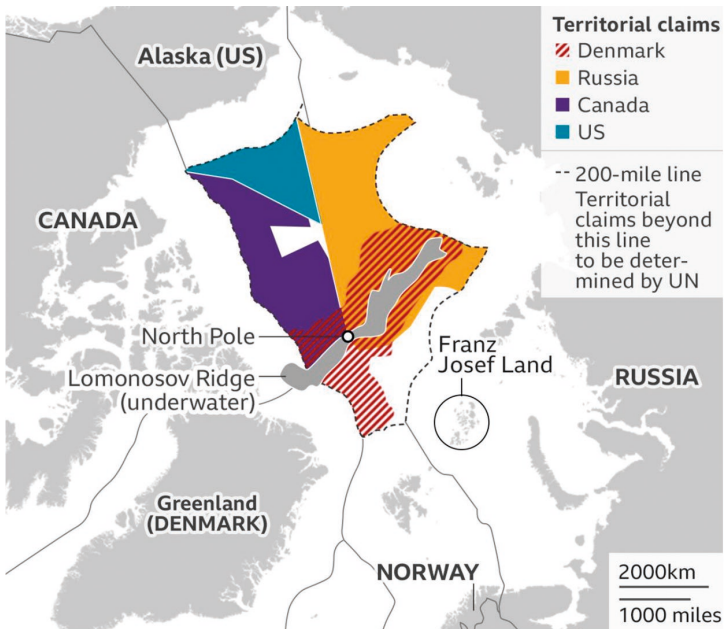 Territorial claims
Denmark
Russia
Canada
US
200-mile line
Territorial
claims beyond
this line
to be deter-
mined by UN
Alaska (US)
CANADA
North Pole
Lomonosov Ridge
(underwater)
Franz
Josef Land
RUSSIA
Greenland
(DENMARK)
NORWAY
2000km
1000 miles